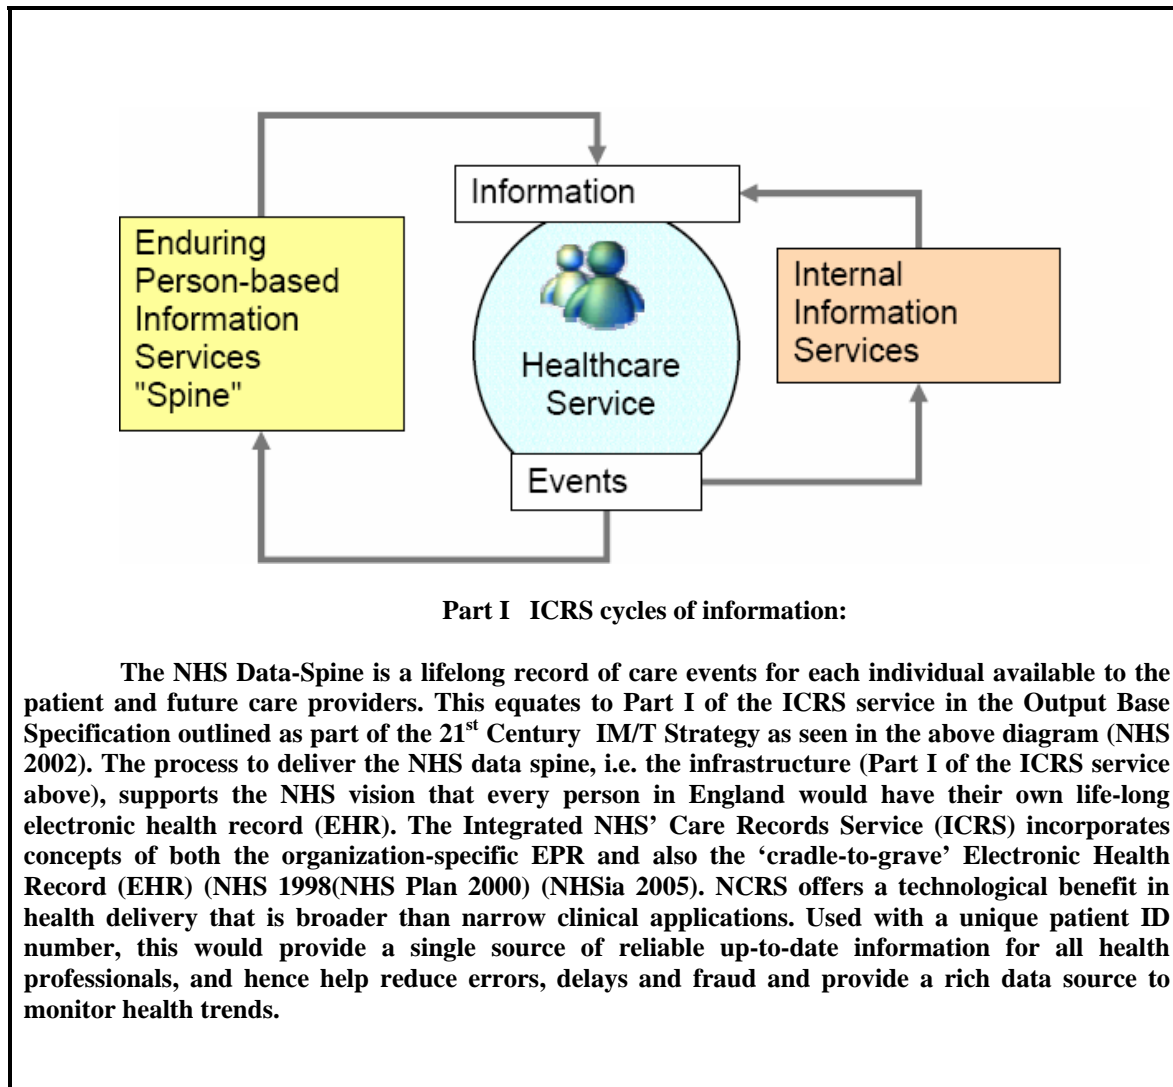 Information
Enduring
Person-based
Information
Services
"Spine"
Healthcare
Service
Internal
Information
Services
Events
Part I ICRS cycles of information:
The NHS Data-Spine is a lifelong record of care events for each individual available to the
patient and future care providers. This equates to Part I of the ICRS service in the Output Base
Specification outlined as part of the 21st Century IM/T Strategy as seen in the above diagram (NHS
2002). The process to deliver the NHS data spine, i.e. the infrastructure (Part I of the ICRS service
above), supports the NHS vision that every person in England would have their own life-long
electronic health record (EHR). The Integrated NHS’ Care Records Service (ICRS) incorporates
concepts of both the organization-specific EPR and also the ‘cradle-to-grave’ Electronic Health
Record (EHR) (NHS 1998(NHS Plan 2000) (NHSia 2005). NCRS offers a technological benefit in
health delivery that is broader than narrow clinical applications. Used with a unique patient ID
number, this would provide a single source of reliable up-to-date information for all health
professionals, and hence help reduce errors, delays and fraud and provide a rich data source to
monitor health trends.